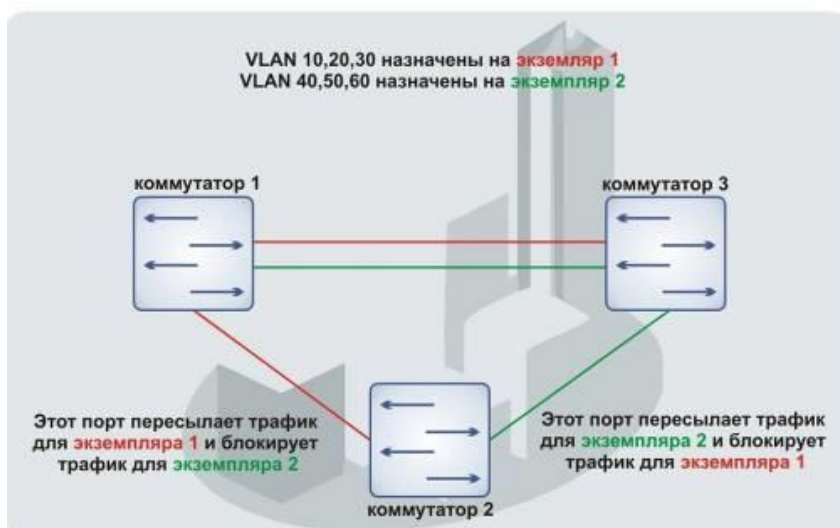 VLAN 10,20,30 назначены на экземляр 1
VLAN 40,50,60 назначены на экземпляр 2
коммутатор 1
коммутатор 3
Этот порт пересылает трафик
для экземпляра 1 и блокирует
трафик для экземпляра 2
Этот порт пересылает трафик
для экземпляра 2 и блокирует
трафик для экземпляра 1
коммутатор 2